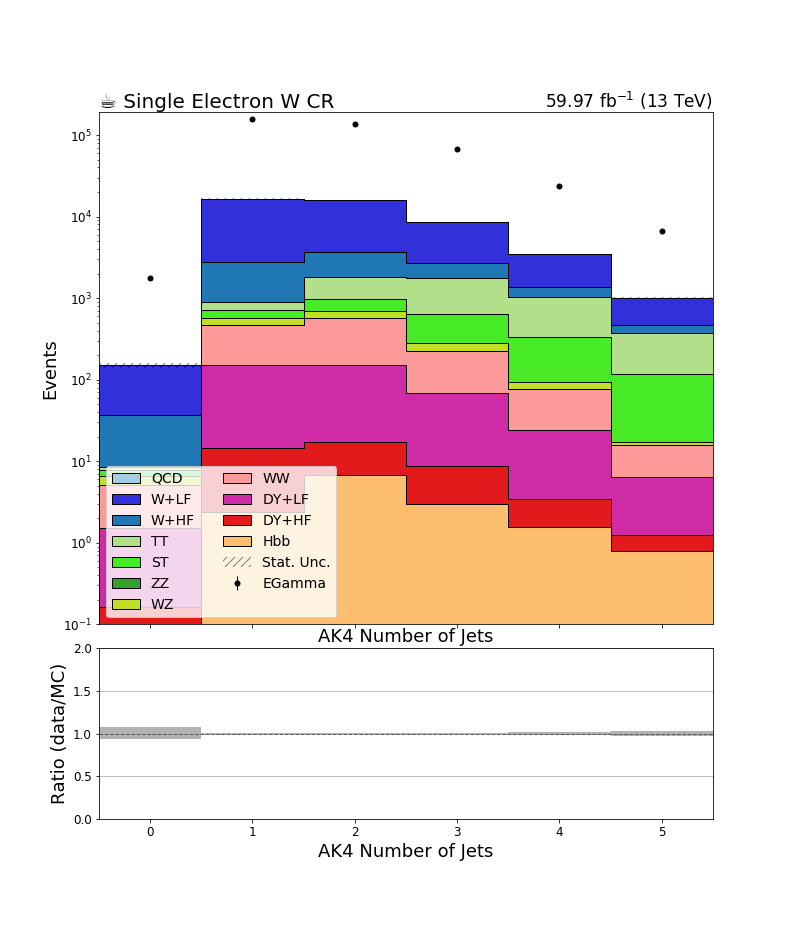 ☕ Single Electron W CR 59.97 fb⁻¹ (13 TeV)
Events
10⁵
10⁴
10³
10²
10¹
10⁰
10⁻¹
QCD WW
W+LF DY+LF
W+HF DY+HF
TT Hbb
ST Stat. Unc.
ZZ EGamma
WZ
AK4 Number of Jets
Ratio (data/MC)
2.0
1.5
1.0
0.5
0.0
0 1 2 3 4 5
AK4 Number of Jets